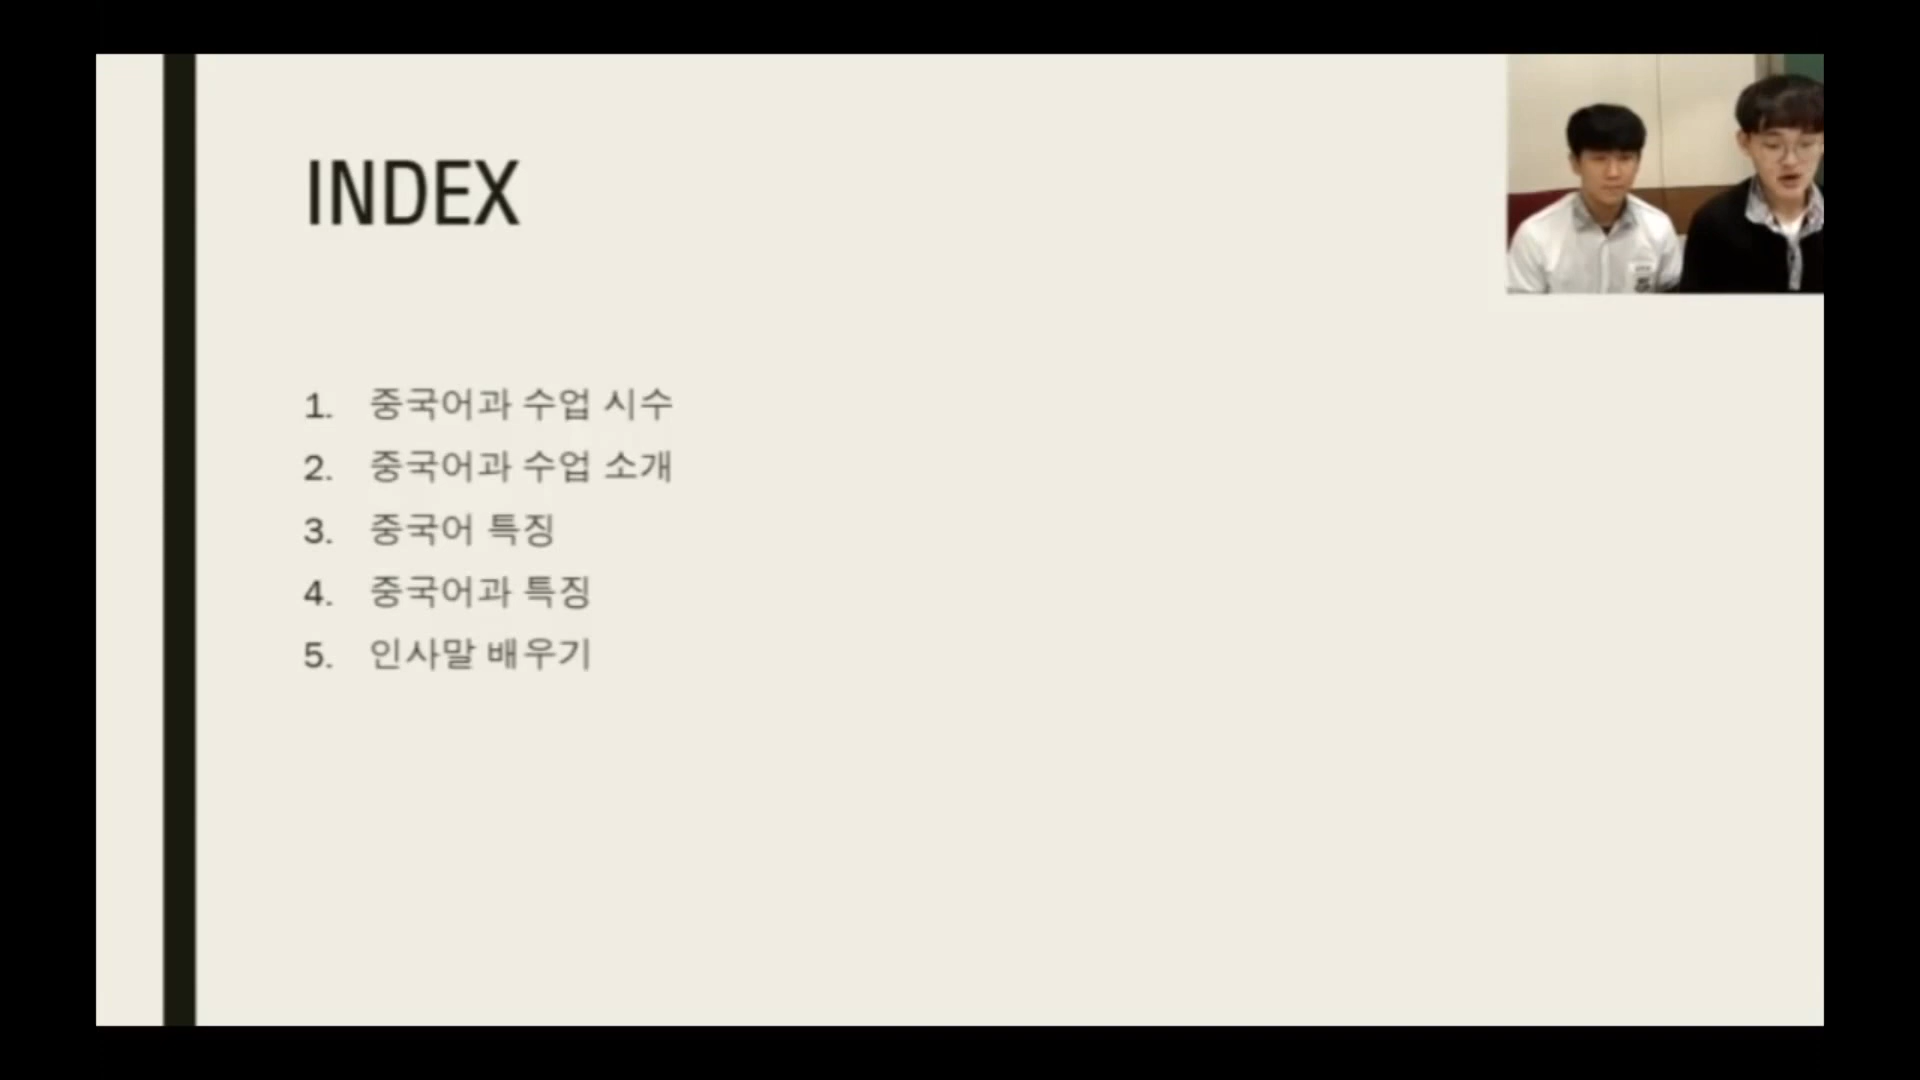 INDEX
1. 중국어과 수업 시수
2. 중국어과 수업 소개
3. 중국어 특징
4. 중국어과 특징
5. 인사말 배우기